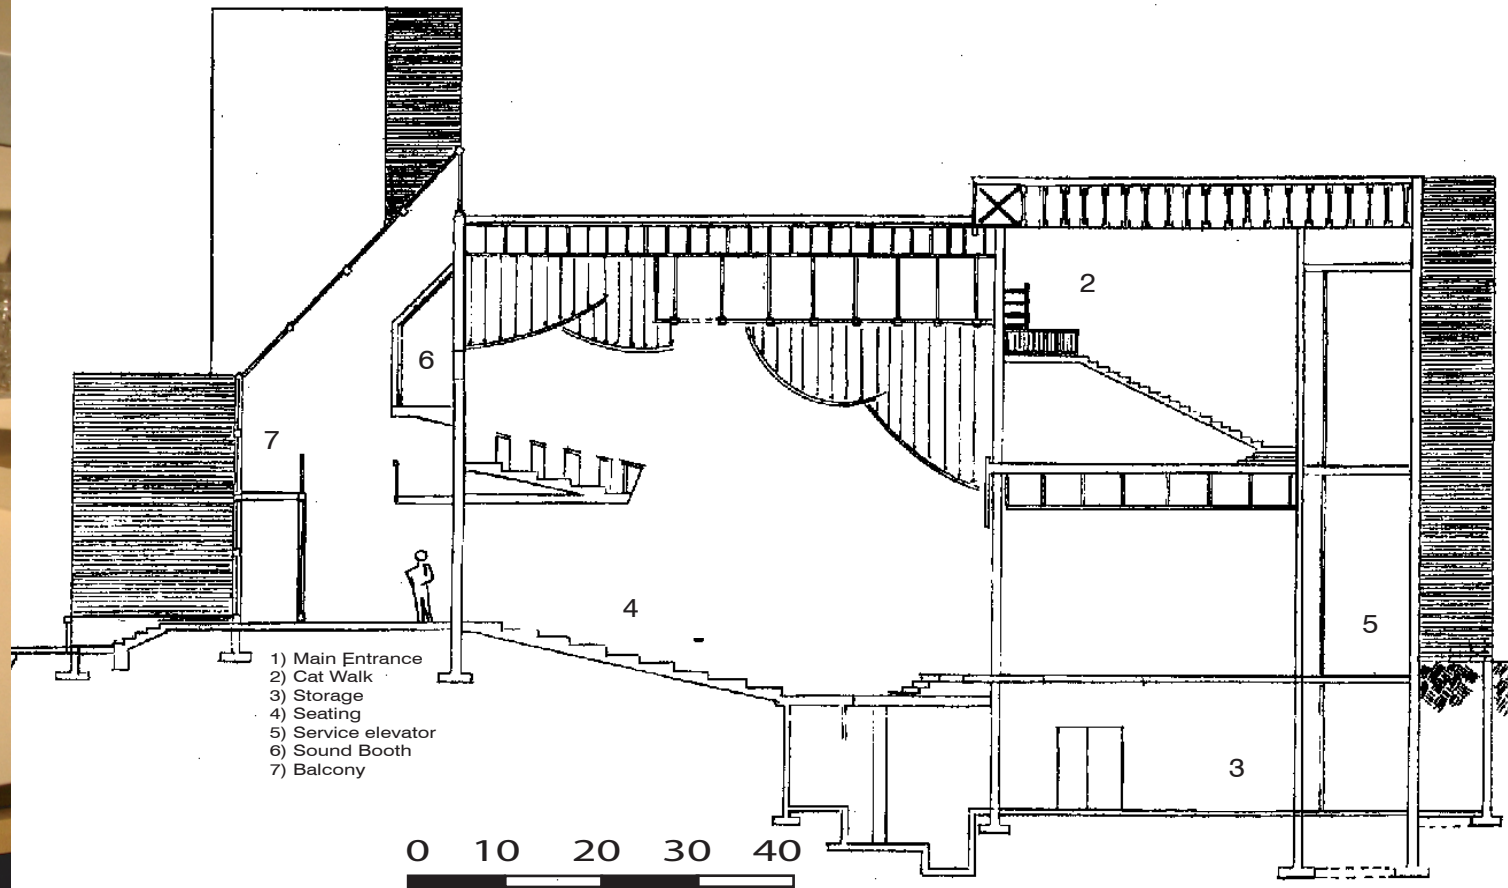 2
6
7
4
5
1) Main Entrance
2) Cat Walk
3) Storage
4) Seating
5) Service elevator
6) Sound Booth
7) Balcony
3
0 10 20 30 40